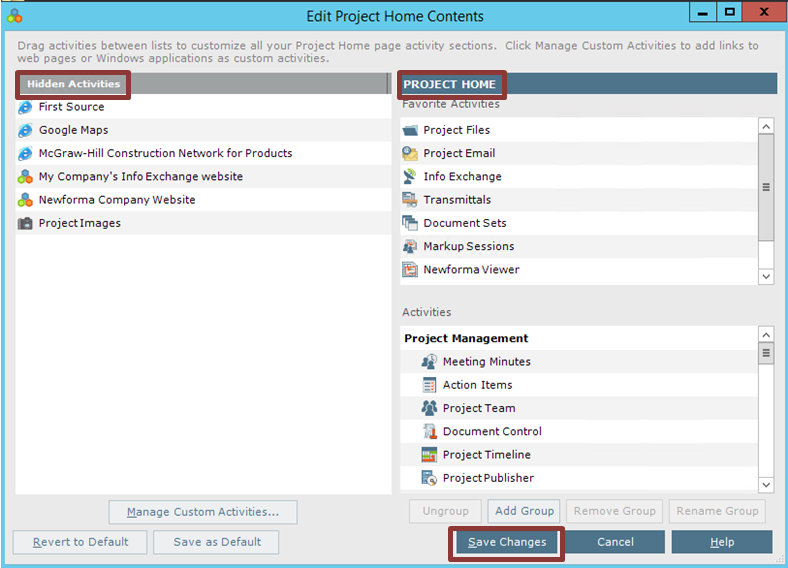 Edit Project Home Contents
Drag activities between lists to customize all your Project Home page activity sections. Click Manage Custom Activities to add links to
web pages or Windows applications as custom activities.
Hidden Activities
First Source
Google Maps
McGraw-Hill Construction Network for Products
My Company's Info Exchange website
Newforma Company Website
Project Images
PROJECT HOME
Favorite Activities
Project Files
Project Email
Info Exchange
Transmittals
Document Sets
Markup Sessions
Newforma Viewer
Activities
Project Management
Meeting Minutes
Action Items
Project Team
Document Control
Project Timeline
Project Publisher
Manage Custom Activities...
Ungroup
Add Group
Remove Group
Rename Group
Revert to Default
Save as Default
Save Changes
Cancel
Help